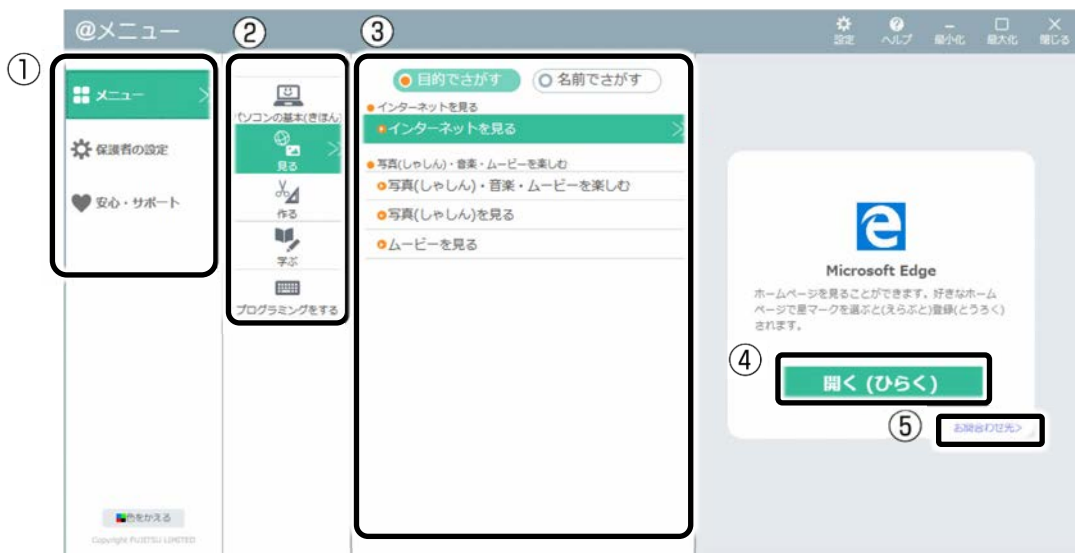 @メニュー
設定
ヘルプ
最小化
最大化
閉じる
①
②
③
メニュー
保護者の設定
安心・サポート
色をかえる
Copyright FUJITSU LIMITED
パソコンの基本(きほん)
見る
作る
学ぶ
プログラミングをする
目的でさがす
名前でさがす
インターネットを見る
インターネットを見る
写真(しゃしん)・音楽・ムービーを楽しむ
写真(しゃしん)・音楽・ムービーを楽しむ
写真(しゃしん)を見る
ムービーを見る
Microsoft Edge
ホームページを見ることができます。好きなホーム
ページで星マークを選ぶと(えらぶと)登録(とうろく)
されます。
④
開く(ひらく)
⑤
お問合わせ先>